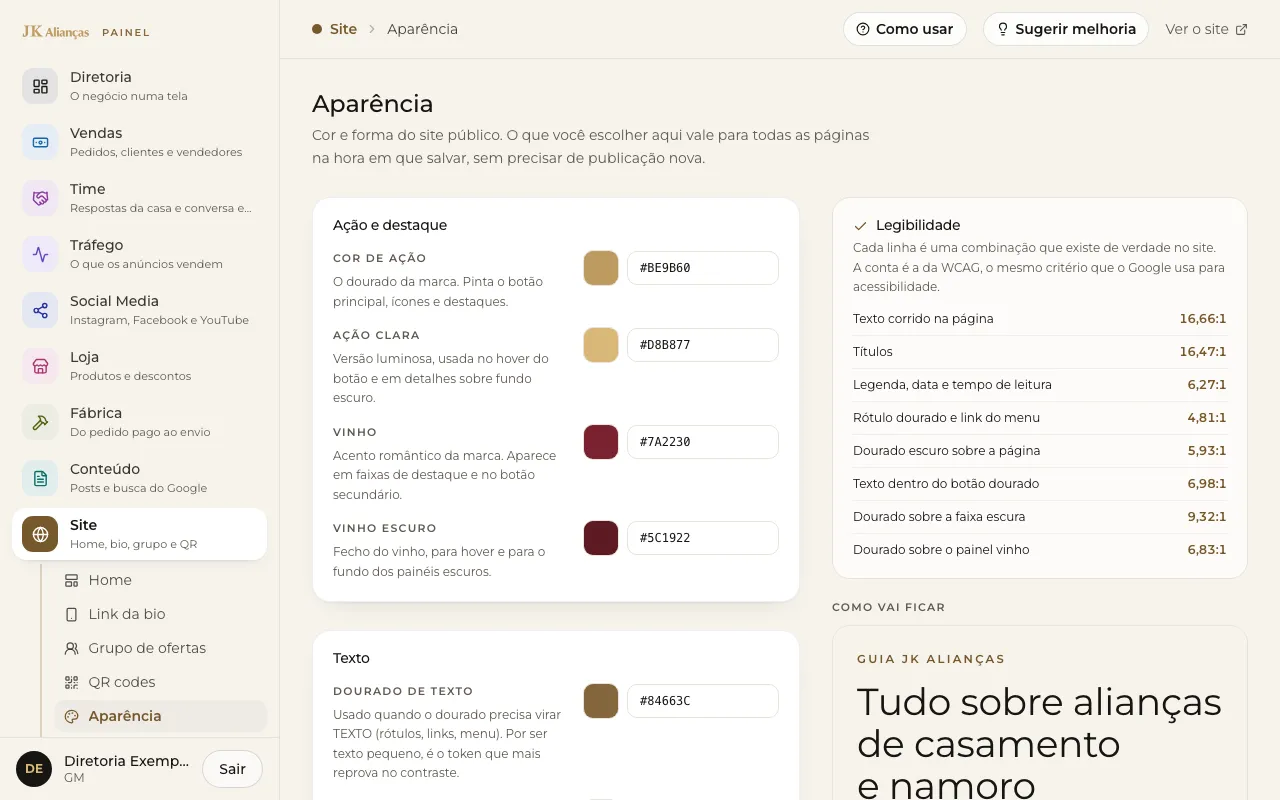 JK Alianças PAINEL
Diretoria
O negócio numa tela
Vendas
Pedidos, clientes e vendedores
Time
Respostas da casa e conversa e...
Tráfego
O que os anúncios vendem
Social Media
Instagram, Facebook e YouTube
Loja
Produtos e descontos
Fábrica
Do pedido pago ao envio
Conteúdo
Posts e busca do Google
Site
Home, bio, grupo e QR
Home
Link da bio
Grupo de ofertas
QR codes
Aparência
DE
Diretoria Exemp...
GM
Sair
Site > Aparência
Como usar
Sugerir melhoria
Ver o site
Aparência
Cor e forma do site público. O que você escolher aqui vale para todas as páginas
na hora em que salvar, sem precisar de publicação nova.
Ação e destaque
COR DE AÇÃO
O dourado da marca. Pinta o botão
principal, ícones e destaques.
#BE9B60
AÇÃO CLARA
Versão luminosa, usada no hover do
botão e em detalhes sobre fundo
escuro.
#D8B877
VINHO
Acento romântico da marca. Aparece
em faixas de destaque e no botão
secundário.
#7A2230
VINHO ESCURO
Fecho do vinho, para hover e para o
fundo dos painéis escuros.
#5C1922
Texto
DOURADO DE TEXTO
Usado quando o dourado precisa virar
TEXTO (rótulos, links, menu). Por ser
texto pequeno, é o token que mais
reprova no contraste.
#84663C
Legibilidade
Cada linha é uma combinação que existe de verdade no site.
A conta é a da WCAG, o mesmo critério que o Google usa para
acessibilidade.
Texto corrido na página 16,66:1
Títulos 16,47:1
Legenda, data e tempo de leitura 6,27:1
Rótulo dourado e link do menu 4,81:1
Dourado escuro sobre a página 5,93:1
Texto dentro do botão dourado 6,98:1
Dourado sobre a faixa escura 9,32:1
Dourado sobre o painel vinho 6,83:1
COMO VAI FICAR
GUIA JK ALIANÇAS
Tudo sobre alianças
de casamento
e namoro